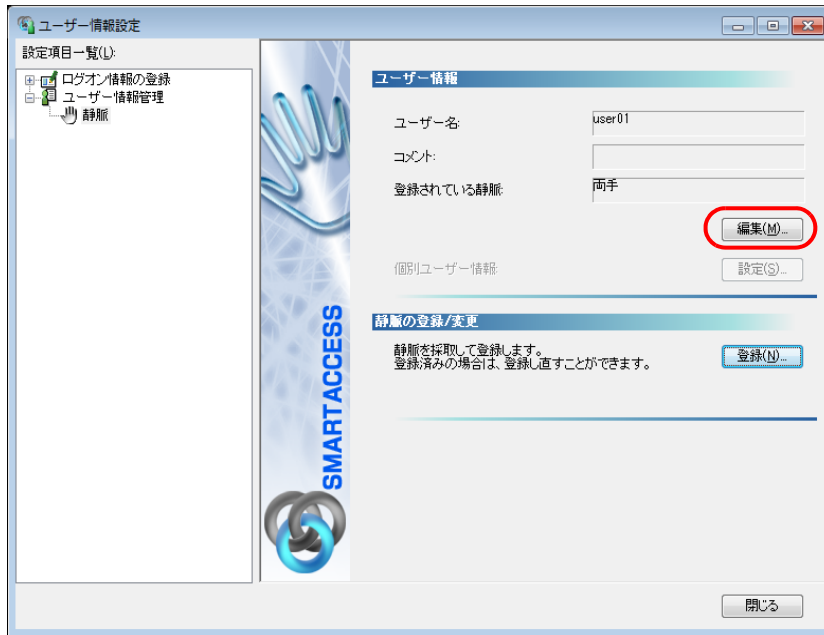 ユーザー情報設定
設定項目一覧(L):
ログオン情報の登録
ユーザー情報管理
静脈
SMARTACCESS
ユーザー情報
ユーザー名: user01
コメント:
登録されている静脈: 両手
編集(M)...
個別ユーザー情報: 設定(S)...
静脈の登録/変更
静脈を採取して登録します。
登録済みの場合は、登録し直すことができます。
登録(N)...
閉じる